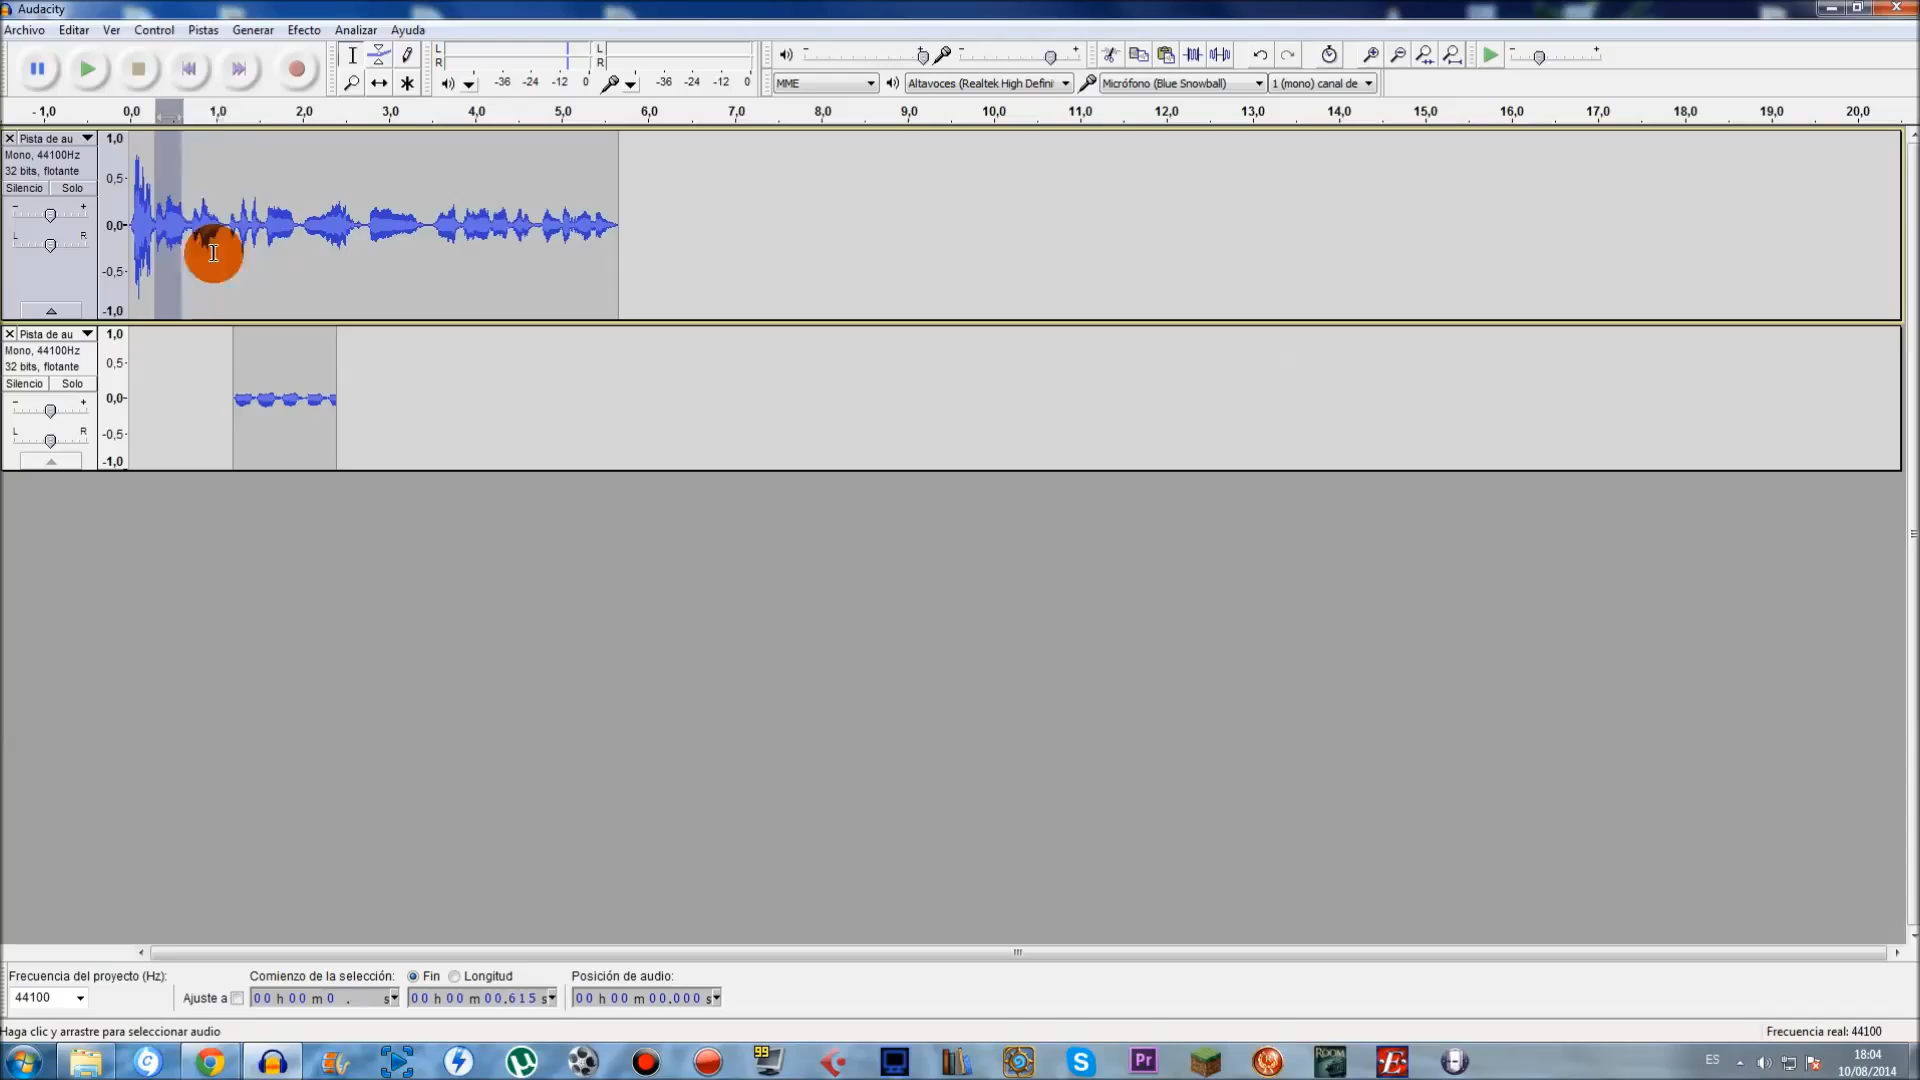 Audacity
Archivo Editar Ver Control Pistas Generar Efecto Analizar Ayuda
L
R
-36 -24 -12 0
L
R
-36 -24 -12 0
MME
Altavoces (Realtek High Defini
Micrófono (Blue Snowball)
1 (mono) canal de
-1,0 0,0 1,0 2,0 3,0 4,0 5,0 6,0 7,0 8,0 9,0 10,0 11,0 12,0 13,0 14,0 15,0 16,0 17,0 18,0 19,0 20,0
Pista de au
Mono, 44100Hz
32 bits, flotante
Silencio Solo
- +
L R
1,0
0,5
0,0
-0,5
-1,0
Pista de au
Mono, 44100Hz
32 bits, flotante
Silencio Solo
- +
L R
1,0
0,5
0,0
-0,5
-1,0
Frecuencia del proyecto (Hz): Comienzo de la selección: Fin Longitud Posición de audio:
44100 Ajuste a 00 h 00 m 0 . s 00 h 00 m 00.615 s 00 h 00 m 00.000 s
Haga clic y arrastre para seleccionar audio
Frecuencia real: 44100
99
S
Pr
ROOM
E
ES
18:04
10/08/2014